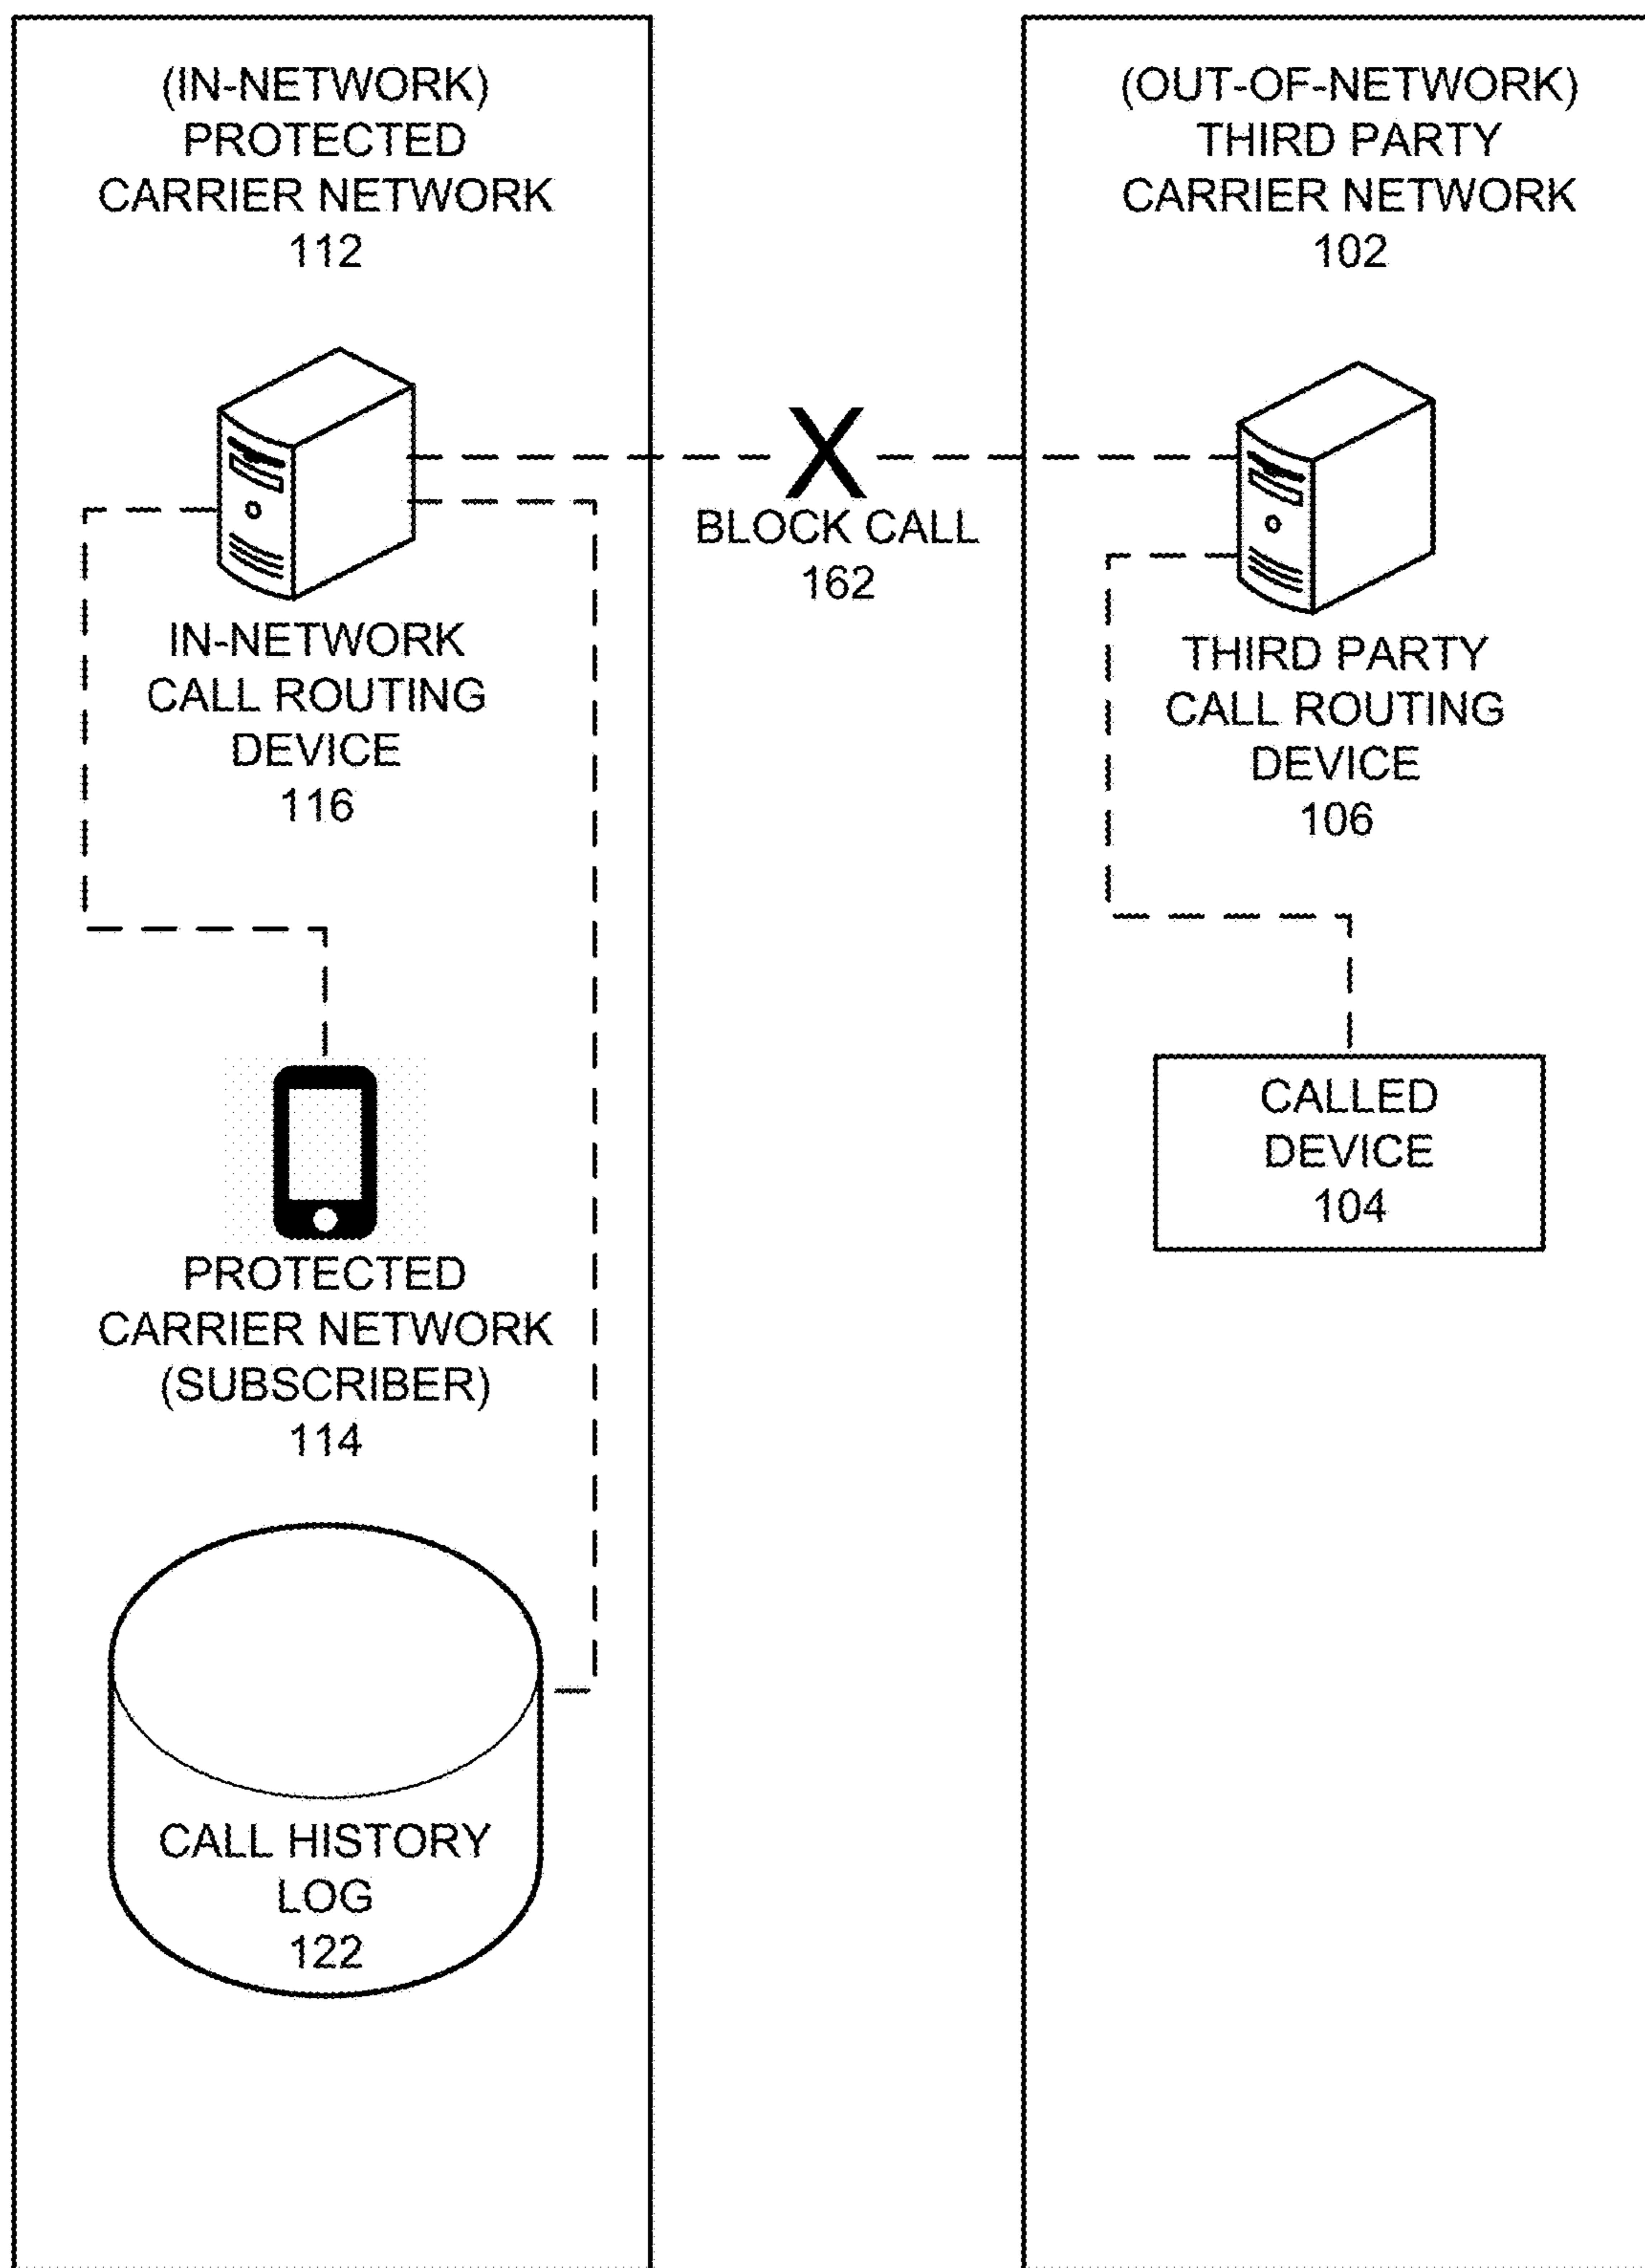 (IN-NETWORK)
PROTECTED
CARRIER NETWORK
112
(OUT-OF-NETWORK)
THIRD PARTY
CARRIER NETWORK
102
X
BLOCK CALL
162
IN-NETWORK
CALL ROUTING
DEVICE
116
THIRD PARTY
CALL ROUTING
DEVICE
106
PROTECTED
CARRIER NETWORK
(SUBSCRIBER)
114
CALLED
DEVICE
104
CALL HISTORY
LOG
122